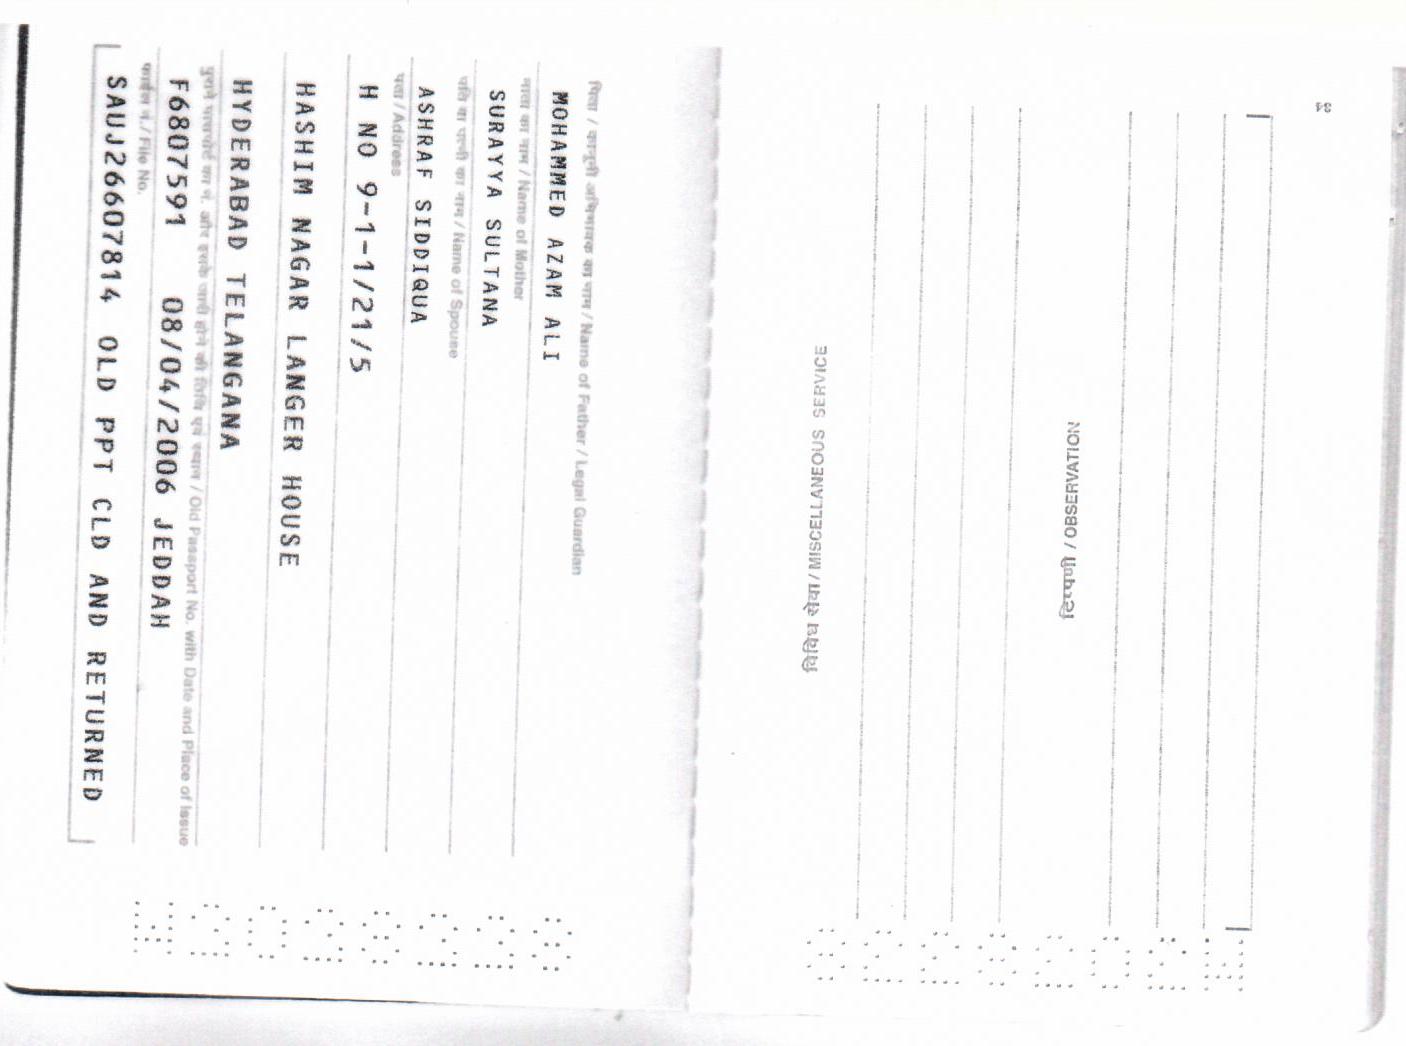 34
टिप्पणी / OBSERVATION
विविध सेवा / MISCELLANEOUS SERVICE
पिता / कानूनी अभिभावक का नाम / Name of Father / Legal Guardian
MOHAMMED AZAM ALI
माता का नाम / Name of Mother
SURAYYA SULTANA
पति या पत्नी का नाम / Name of Spouse
ASHRAF SIDDIQUA
पता / Address
H NO 9-1-1/21/5
HASHIM NAGAR LANGER HOUSE
HYDERABAD TELANGANA
पुराने पासपोर्ट का नं. और इसके जारी होने की तिथि एवं स्थान / Old Passport No. with Date and Place of Issue
F6807591 08/04/2006 JEDDAH
फाईल नं. / File No.
SAUJ26607814 OLD PPT CLD AND RETURNED